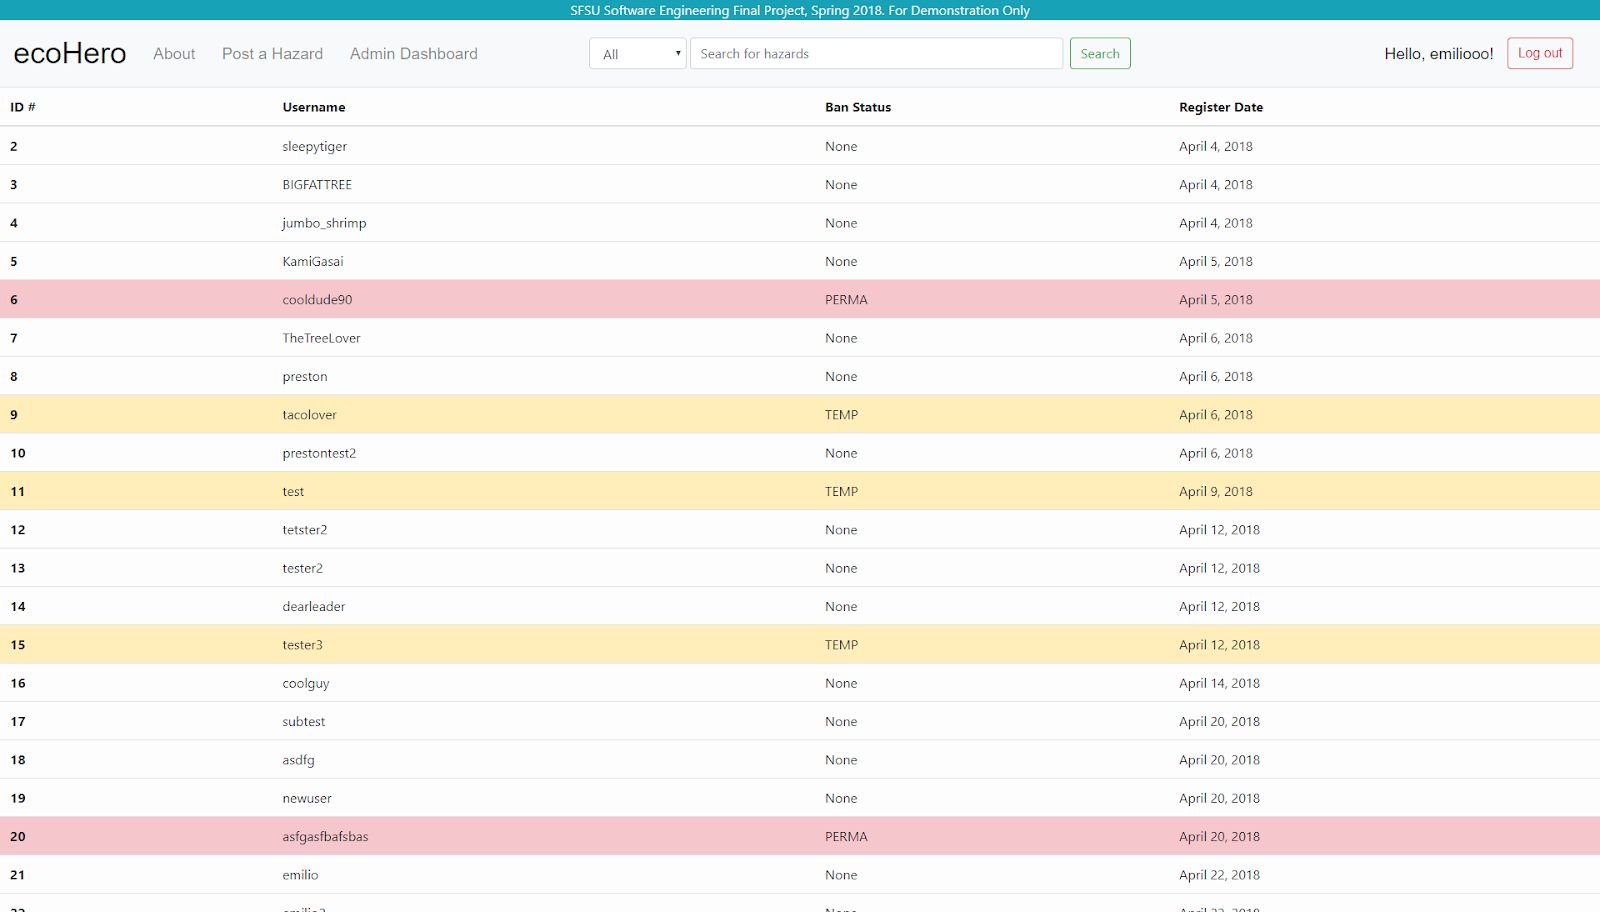 SFSU Software Engineering Final Project, Spring 2018. For Demonstration Only
ecoHero About Post a Hazard Admin Dashboard All Search for hazards Search Hello, emiliooo! Log out
ID # Username Ban Status Register Date
2 sleepytiger None April 4, 2018
3 BIGFATTREE None April 4, 2018
4 jumbo_shrimp None April 4, 2018
5 KamiGasai None April 5, 2018
6 cooldude90 PERMA April 5, 2018
7 TheTreeLover None April 6, 2018
8 preston None April 6, 2018
9 tacolover TEMP April 6, 2018
10 prestontest2 None April 6, 2018
11 test TEMP April 9, 2018
12 tetster2 None April 12, 2018
13 tester2 None April 12, 2018
14 dearleader None April 12, 2018
15 tester3 TEMP April 12, 2018
16 coolguy None April 14, 2018
17 subtest None April 20, 2018
18 asdfg None April 20, 2018
19 newuser None April 20, 2018
20 asfgasfbafsbas PERMA April 20, 2018
21 emilio None April 22, 2018